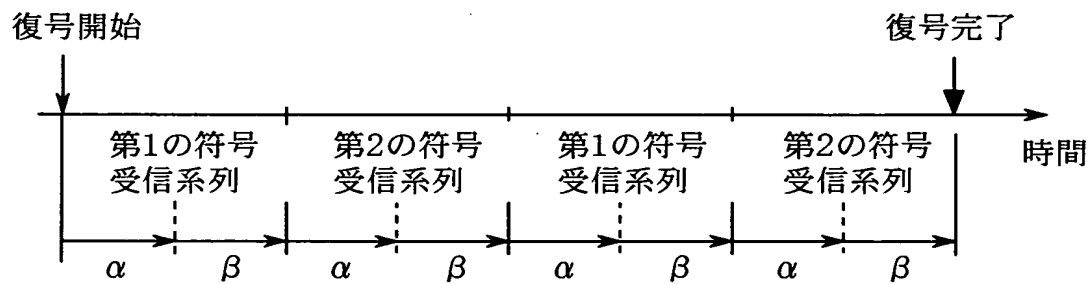 復号開始
復号完了
第1の符号
受信系列
第2の符号
受信系列
第1の符号
受信系列
第2の符号
受信系列
時間
α β α β α β α β